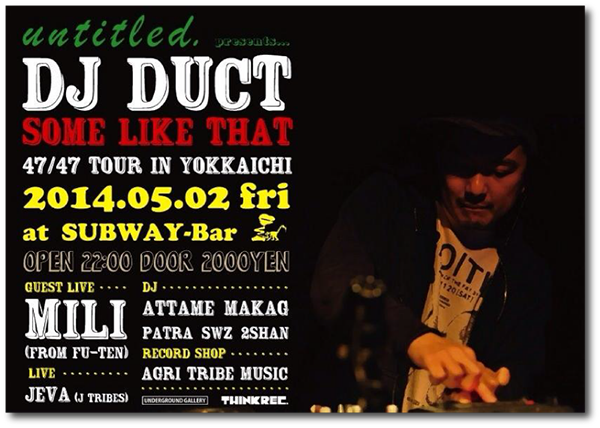 untitled. presents...
DJ DUCT
SOME LIKE THAT
47/47 TOUR IN YOKKAICHI
2014.05.02 fri
at SUBWAY-Bar
OPEN 22:00 DOOR 2000YEN
GUEST LIVE
MILI
(FROM FU-TEN)
LIVE
JEVA (J TRIBES)
DJ
ATTAME MAKAG
PATRA SWZ 2SHAN
RECORD SHOP
AGRI TRIBE MUSIC
UNDERGROUND GALLERY THINKREC.